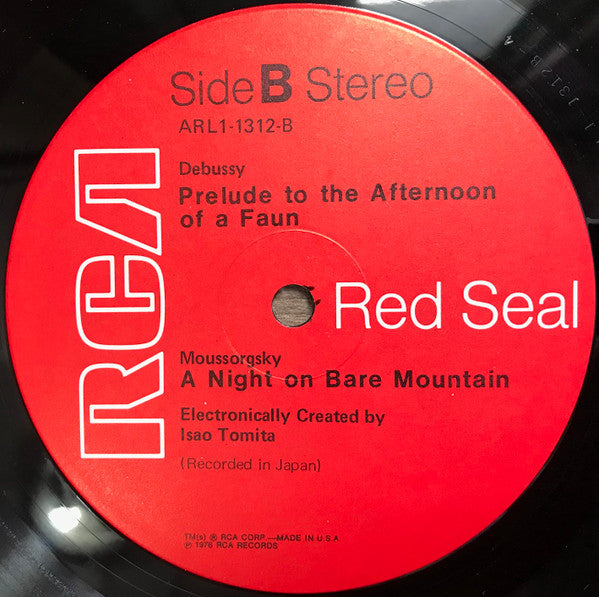 Side B Stereo
ARL1-1312-B
Debussy
Prelude to the Afternoon
of a Faun
RCA
Red Seal
Moussorgsky
A Night on Bare Mountain
Electronically Created by
Isao Tomita
(Recorded in Japan)
TM(s) ® RCA CORP.—MADE IN U.S.A.
℗ 1976 RCA RECORDS